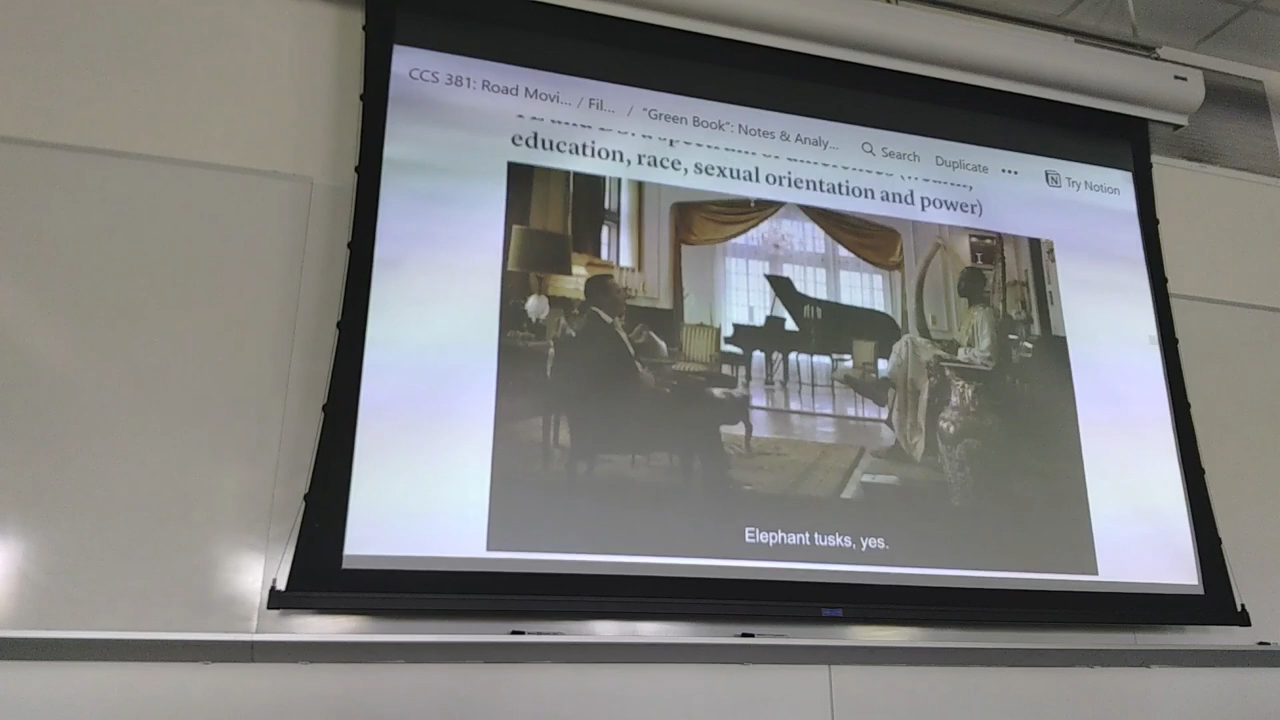 CCS 381: Road Movi... / Fil... / "Green Book": Notes & Analy... Search Duplicate ••• Try Notion
education, race, sexual orientation and power)
Elephant tusks, yes.